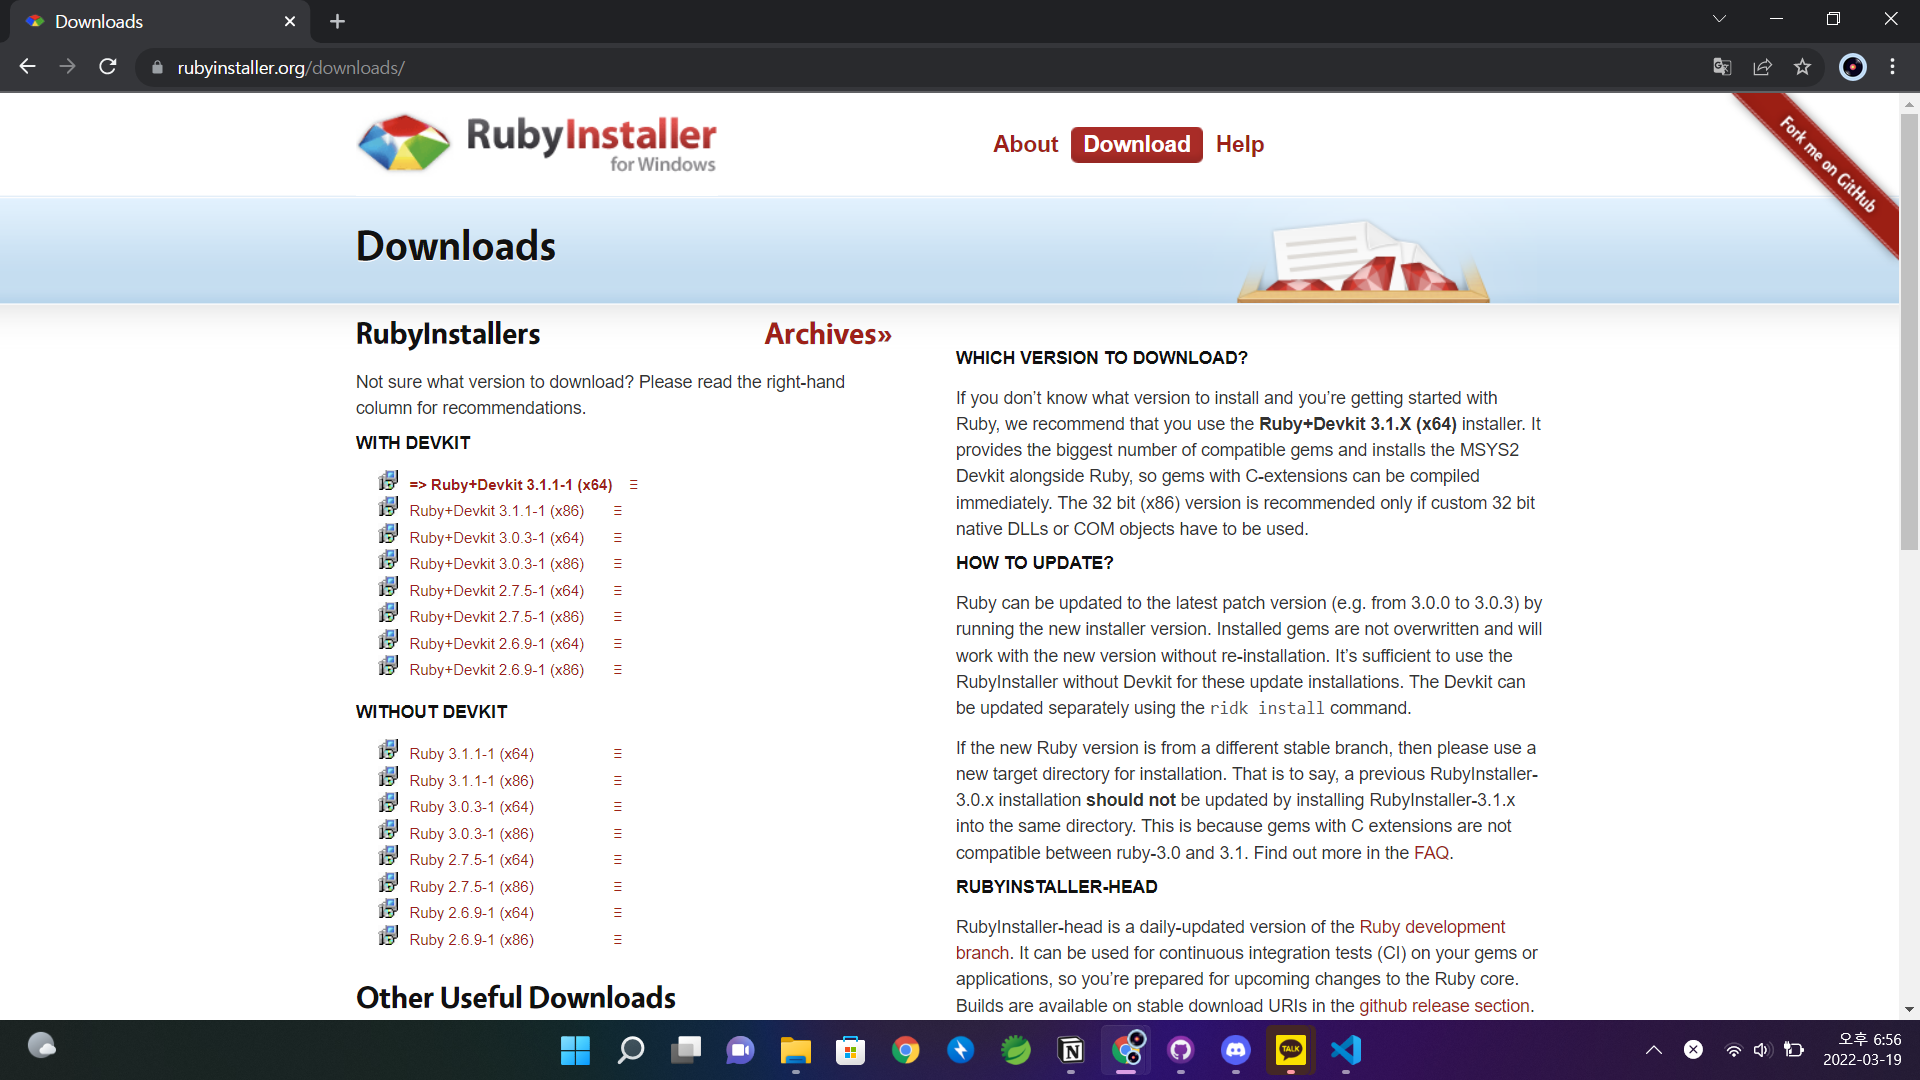 Downloads
rubyinstaller.org/downloads/
RubyInstaller
for Windows
About Download Help
Fork me on GitHub
Downloads
RubyInstallers Archives»
Not sure what version to download? Please read the right-hand
column for recommendations.
WITH DEVKIT
=> Ruby+Devkit 3.1.1-1 (x64)
Ruby+Devkit 3.1.1-1 (x86)
Ruby+Devkit 3.0.3-1 (x64)
Ruby+Devkit 3.0.3-1 (x86)
Ruby+Devkit 2.7.5-1 (x64)
Ruby+Devkit 2.7.5-1 (x86)
Ruby+Devkit 2.6.9-1 (x64)
Ruby+Devkit 2.6.9-1 (x86)
WITHOUT DEVKIT
Ruby 3.1.1-1 (x64)
Ruby 3.1.1-1 (x86)
Ruby 3.0.3-1 (x64)
Ruby 3.0.3-1 (x86)
Ruby 2.7.5-1 (x64)
Ruby 2.7.5-1 (x86)
Ruby 2.6.9-1 (x64)
Ruby 2.6.9-1 (x86)
Other Useful Downloads
WHICH VERSION TO DOWNLOAD?
If you don’t know what version to install and you’re getting started with
Ruby, we recommend that you use the Ruby+Devkit 3.1.X (x64) installer. It
provides the biggest number of compatible gems and installs the MSYS2
Devkit alongside Ruby, so gems with C-extensions can be compiled
immediately. The 32 bit (x86) version is recommended only if custom 32 bit
native DLLs or COM objects have to be used.
HOW TO UPDATE?
Ruby can be updated to the latest patch version (e.g. from 3.0.0 to 3.0.3) by
running the new installer version. Installed gems are not overwritten and will
work with the new version without re-installation. It’s sufficient to use the
RubyInstaller without Devkit for these update installations. The Devkit can
be updated separately using the ridk install command.
If the new Ruby version is from a different stable branch, then please use a
new target directory for installation. That is to say, a previous RubyInstaller-
3.0.x installation should not be updated by installing RubyInstaller-3.1.x
into the same directory. This is because gems with C extensions are not
compatible between ruby-3.0 and 3.1. Find out more in the FAQ.
RUBYINSTALLER-HEAD
RubyInstaller-head is a daily-updated version of the Ruby development
branch. It can be used for continuous integration tests (CI) on your gems or
applications, so you’re prepared for upcoming changes to the Ruby core.
Builds are available on stable download URIs in the github release section.
TALK
오후 6:56
2022-03-19